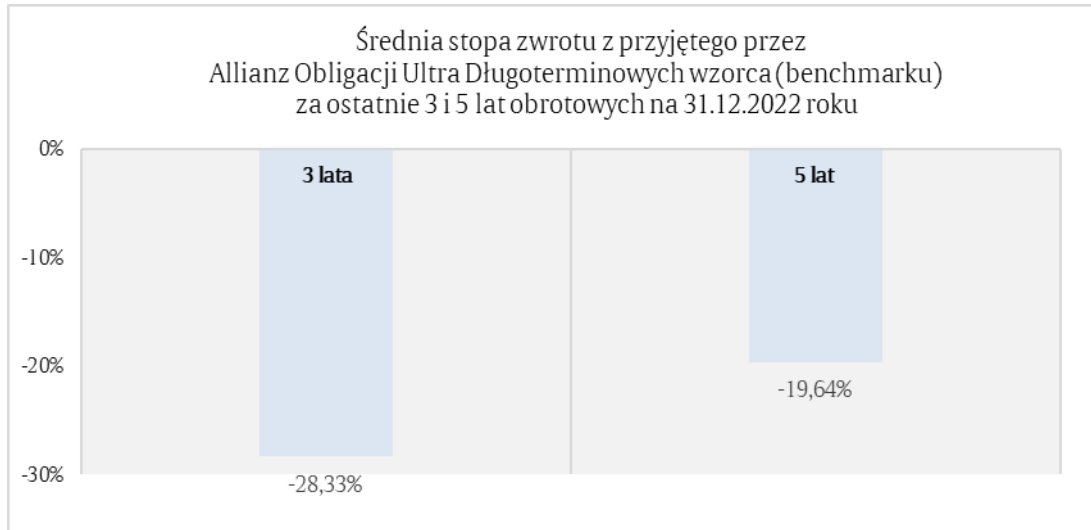 Średnia stopa zwrotu z przyjętego przez
Allianz Obligacji Ultra Długoterminowych wzorca (benchmarku)
za ostatnie 3 i 5 lat obrotowych na 31.12.2022 roku
0%
3 lata
5 lat
-10%
-20%
-19,64%
-30%
-28,33%